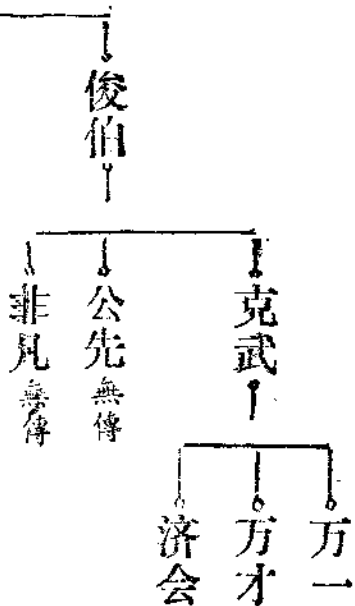 俊伯
克武
公先 無傳
非凡 無傳
万一
万才
济会